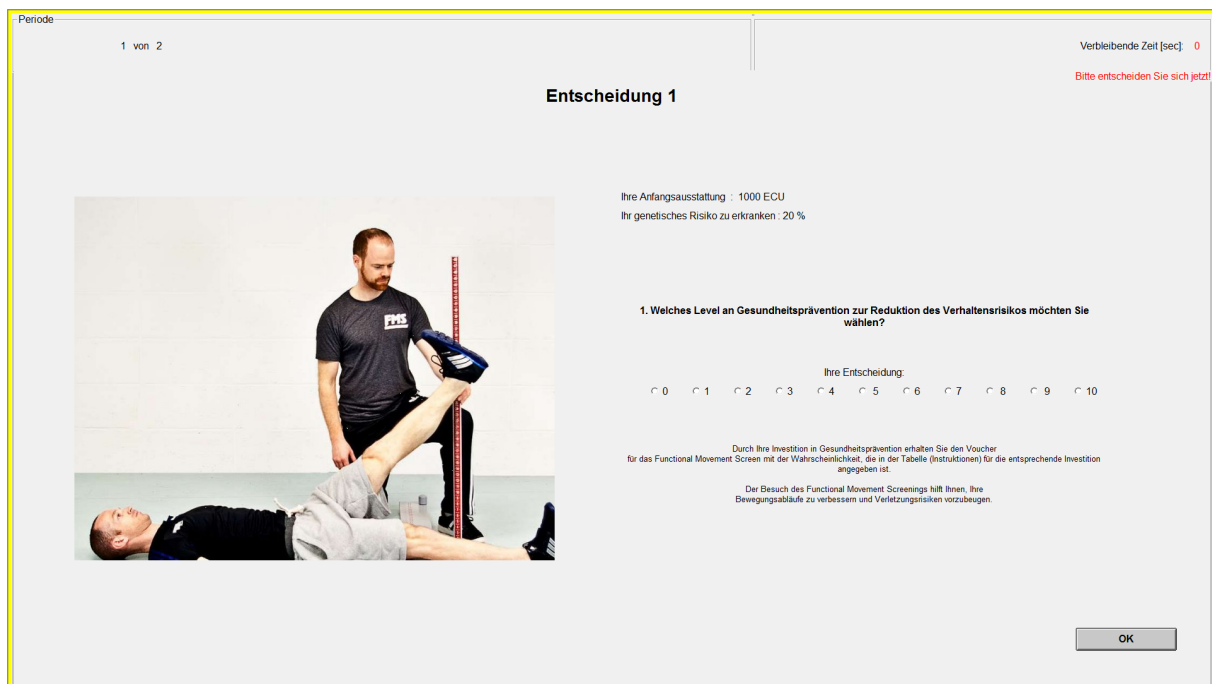 Periode
1 von 2
Verbleibende Zeit [sec]: 0
Bitte entscheiden Sie sich jetzt!
Entscheidung 1
Ihre Anfangsausstattung : 1000 ECU
Ihr genetisches Risiko zu erkranken : 20 %
FMS
1. Welches Level an Gesundheitsprävention zur Reduktion des Verhaltensrisikos möchten Sie
wählen?
Ihre Entscheidung:
0 1 2 3 4 5 6 7 8 9 10
Durch Ihre Investition in Gesundheitsprävention erhalten Sie den Voucher
für das Functional Movement Screen mit der Wahrscheinlichkeit, die in der Tabelle (Instruktionen) für die entsprechende Investition
angegeben ist.
Der Besuch des Functional Movement Screenings hilft Ihnen, Ihre
Bewegungsabläufe zu verbessern und Verletzungsrisiken vorzubeugen.
OK